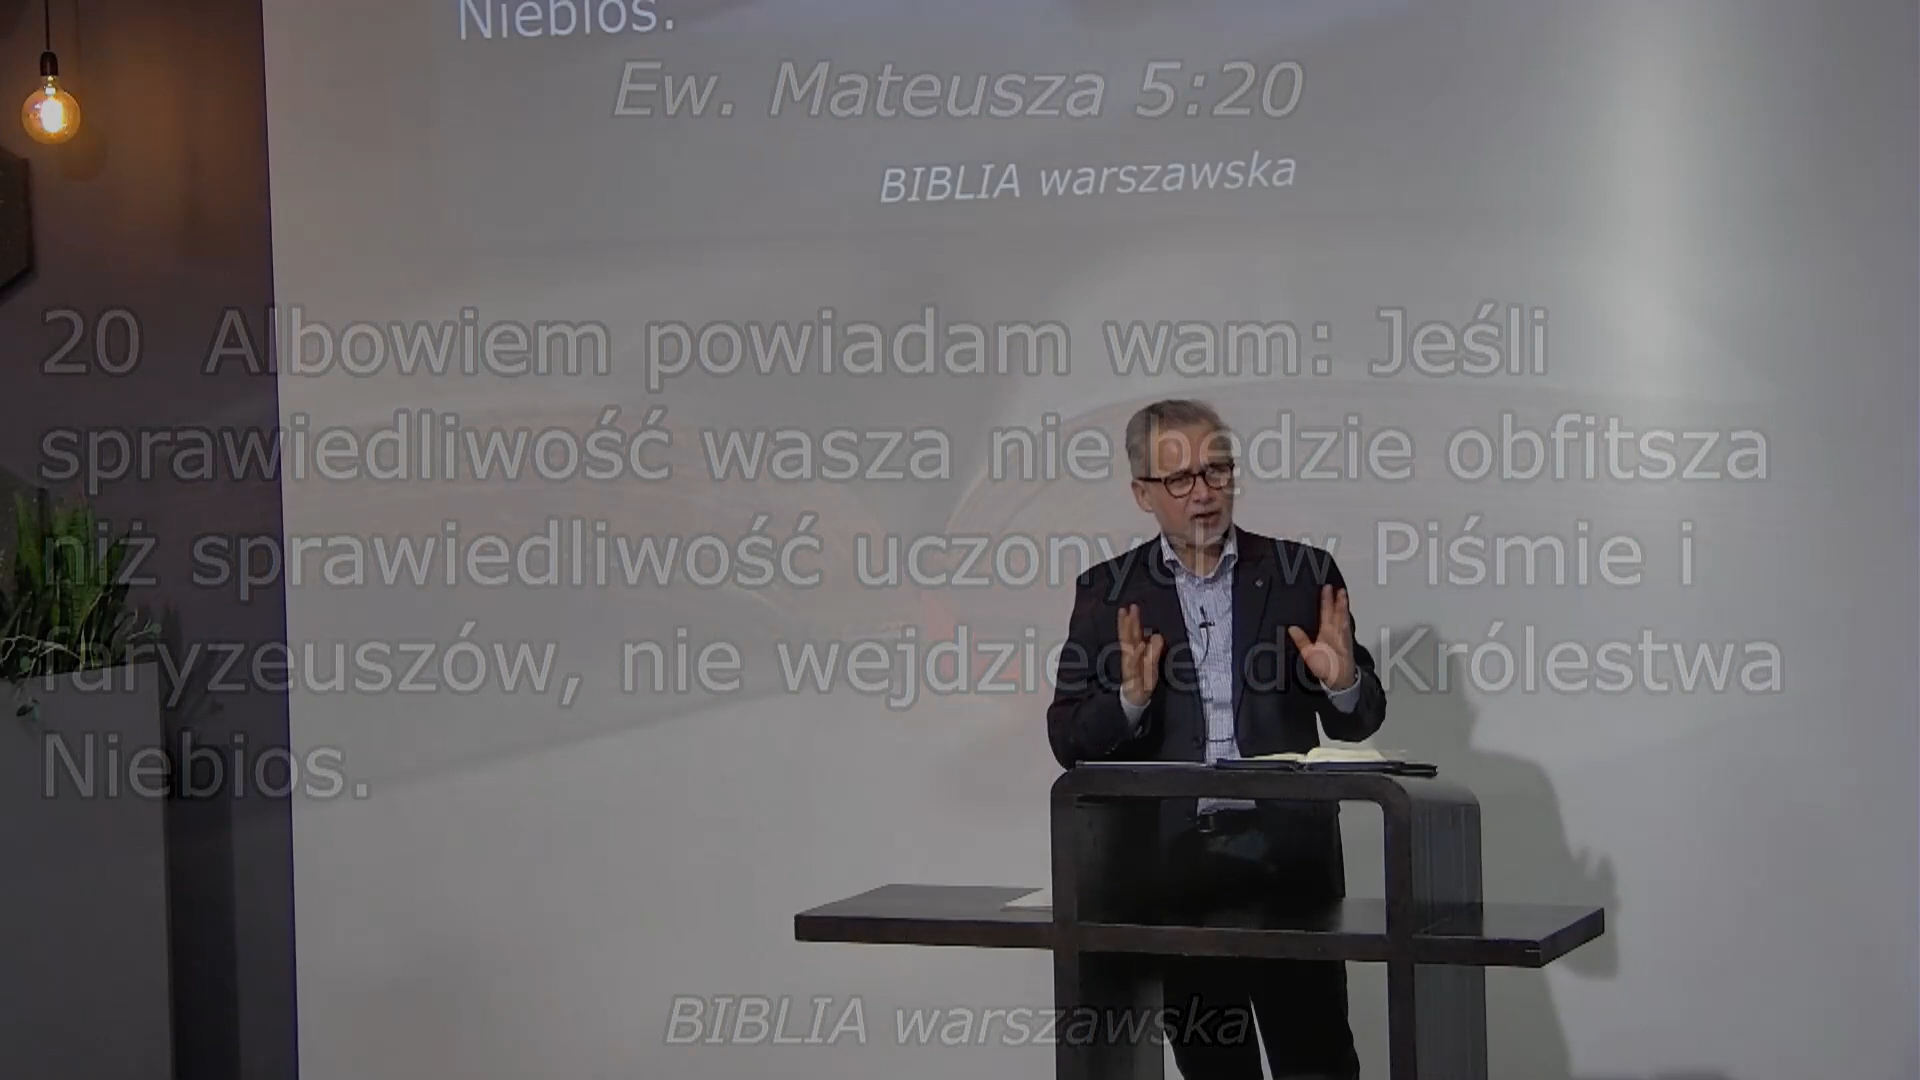 Niebios.
Ew. Mateusza 5:20
BIBLIA warszawska
20 Albowiem powiadam wam: Jeśli
sprawiedliwość wasza nie będzie obfitsza
niż sprawiedliwość uczonych w Piśmie i
faryzeuszów, nie wejdziecie do Królestwa
Niebios.
BIBLIA warszawska